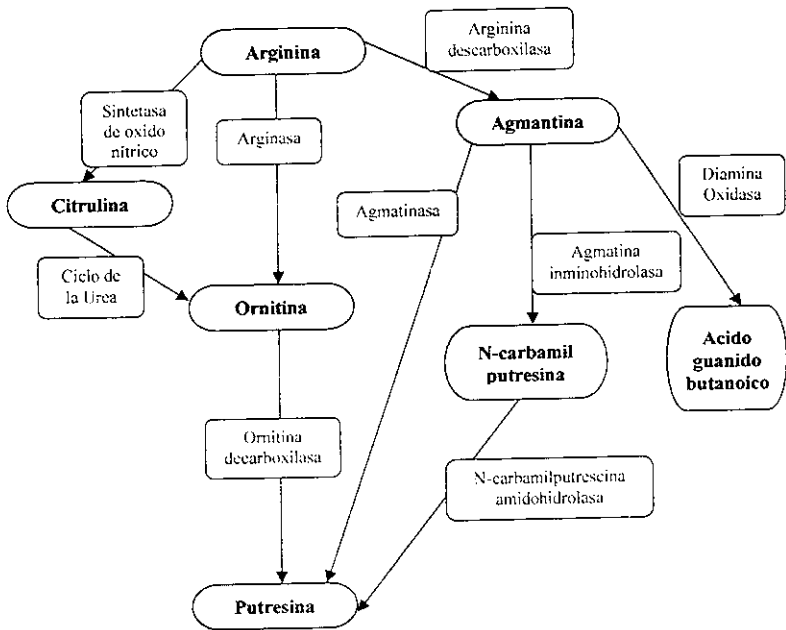 Arginina
Arginina
descarboxilasa
Sintetasa
de oxido
nítrico
Arginasa
Agmantina
Diamina
Oxidasa
Citrulina
Agmatinasa
Agmatina
inminohidrolasa
Ciclo de
la Urea
Ornitina
N-carbamil
putresina
Acido
guanido
butanoico
Ornitina
decarboxilasa
N-carbamilputrescina
amidohidrolasa
Putresina